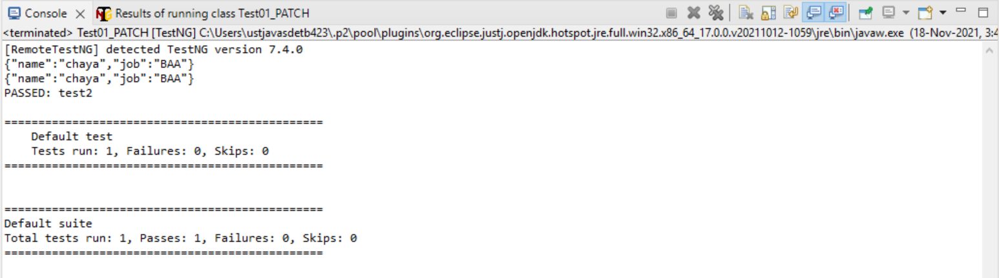 Console
Results of running class Test01_PATCH
<terminated> Test01_PATCH [TestNG] C:\Users\ustjavasdetb423\.p2\pool\plugins\org.eclipse.justj.openjdk.hotspot.jre.full.win32.x86_64_17.0.0.v20211012-1059\jre\bin\javaw.exe (18-Nov-2021, 3:4
[RemoteTestNG] detected TestNG version 7.4.0
{"name":"chaya","job":"BAA"}
{"name":"chaya","job":"BAA"}
PASSED: test2
===============================================
Default test
Tests run: 1, Failures: 0, Skips: 0
===============================================
===============================================
Default suite
Total tests run: 1, Passes: 1, Failures: 0, Skips: 0
===============================================